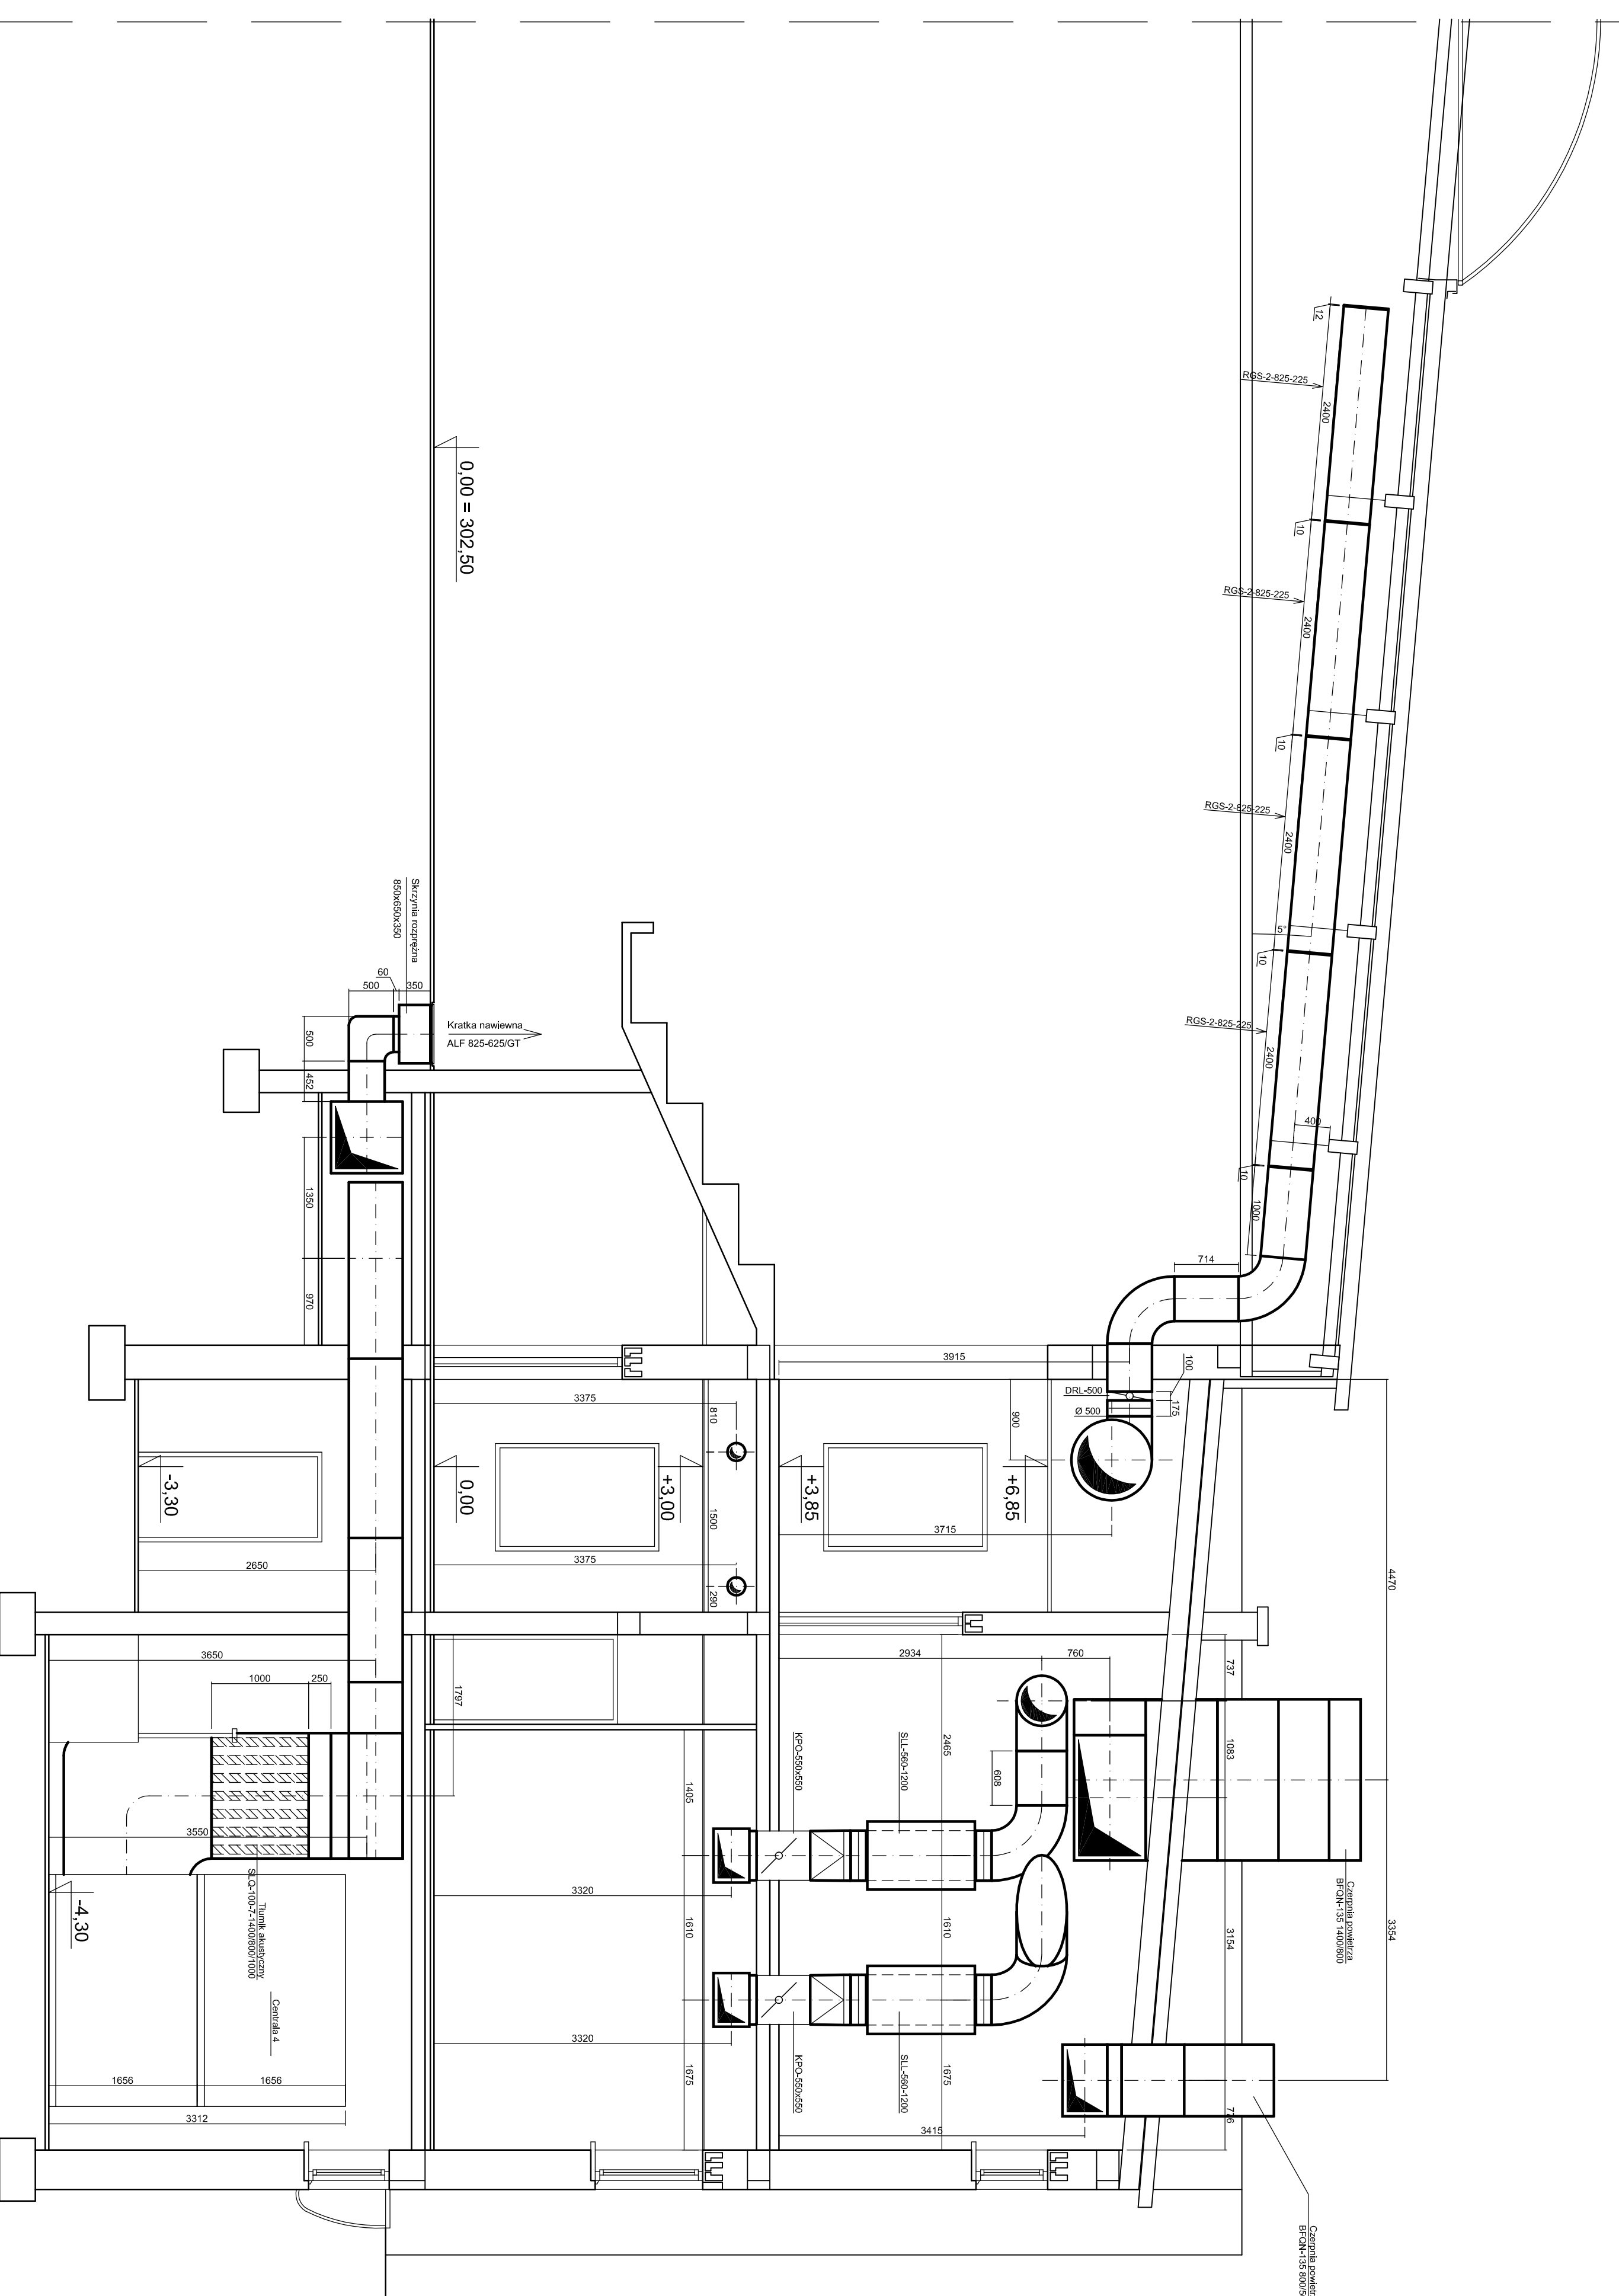 12
RGS-2-825-225
2400
10
RGS-2-825-225
2400
10
RGS-2-825-225
2400
5°
10
RGS-2-825-225
2400
400
10
1000
714
0,00 = 302,50
Skrzynia rozprężna
850x650x350
60
500
350
Kratka nawiewna
ALF 825-625/GT
500
452
1350
970
3915
100
DRL-500
Ø 500
175
900
3375
810
-3,30
0,00
+3,00
+3,85
+6,85
1500
3715
2650
3375
290
4470
3650
1000
250
1797
2934
760
737
KPO-550x550
SLL-560-1200
2465
608
1083
1405
3550
3320
Tłumik akustyczny
SLQ-100-7-1400/800/1000
-4,30
Centrala 4
1610
1610
3154
3354
Czerpnia powietrza
BFQN-135 1400/800
3320
KPO-550x550
SLL-560-1200
1675
1675
1656
1656
3312
3415
776
Czerpnia
BFQN-135